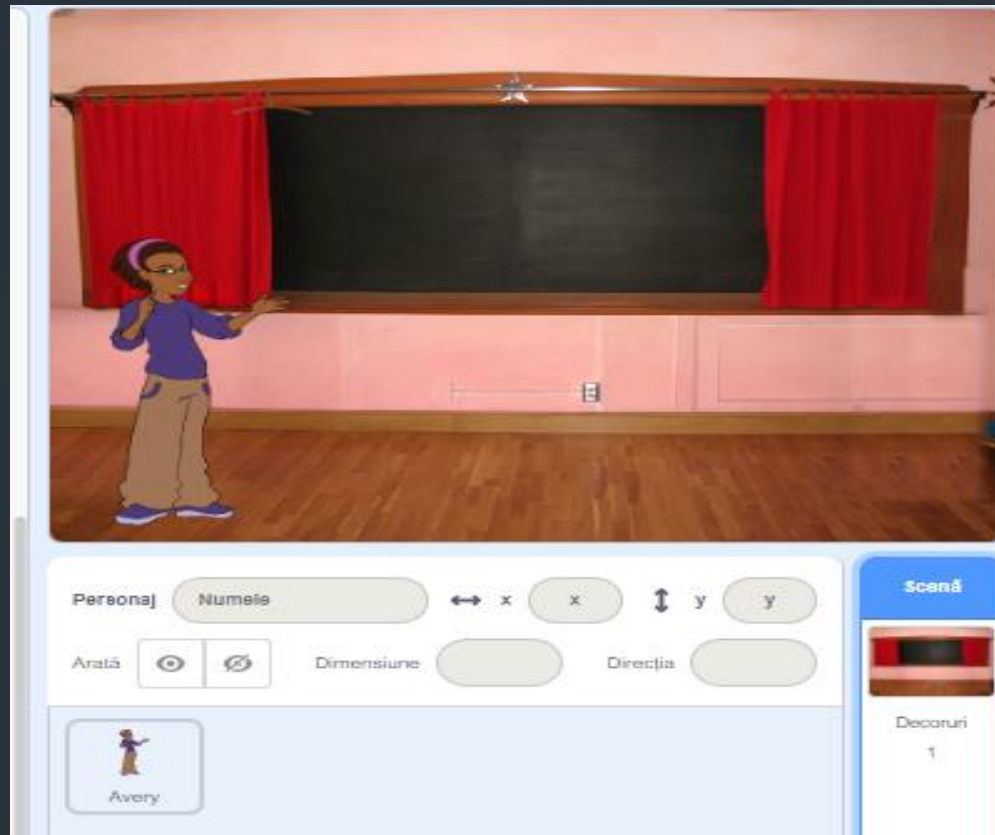 Personaj Numele x x y y
Arată Dimensiune Direcția
Avery
Scenă
Decoruri
1